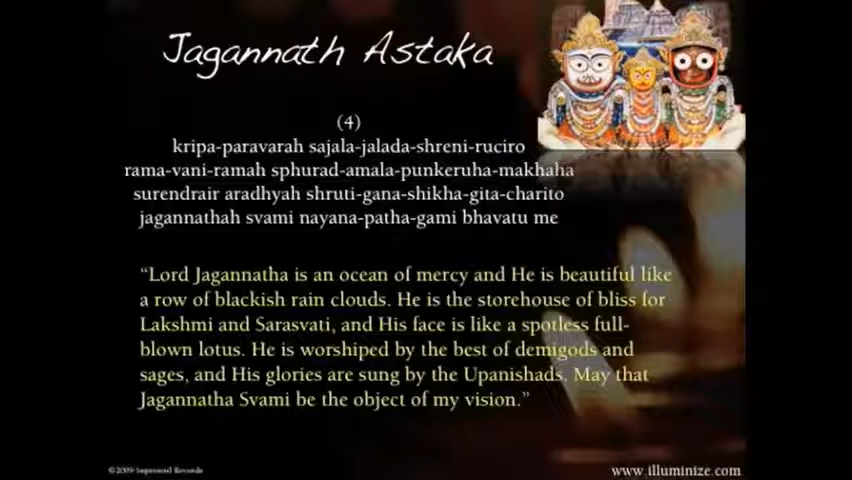 Jagannath Astaka
(4)
kripa-paravarah sajala-jalada-shreni-ruciro
rama-vani-ramah sphurad-amala-punkeruha-makhaha
surendrair aradhyah shruti-gana-shikha-gita-charito
jagannathah svami nayana-patha-gami bhavatu me
“Lord Jagannatha is an ocean of mercy and He is beautiful like
a row of blackish rain clouds. He is the storehouse of bliss for
Lakshmi and Sarasvati, and His face is like a spotless full-
blown lotus. He is worshiped by the best of demigods and
sages, and His glories are sung by the Upanishads. May that
Jagannatha Svami be the object of my vision.”
©2009 Records
www.illuminize.com